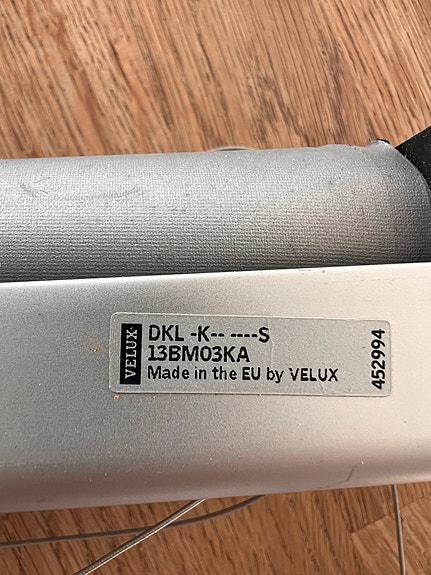 VELUX
DKL -K-- ----S
13BM03KA
Made in the EU by VELUX
452994